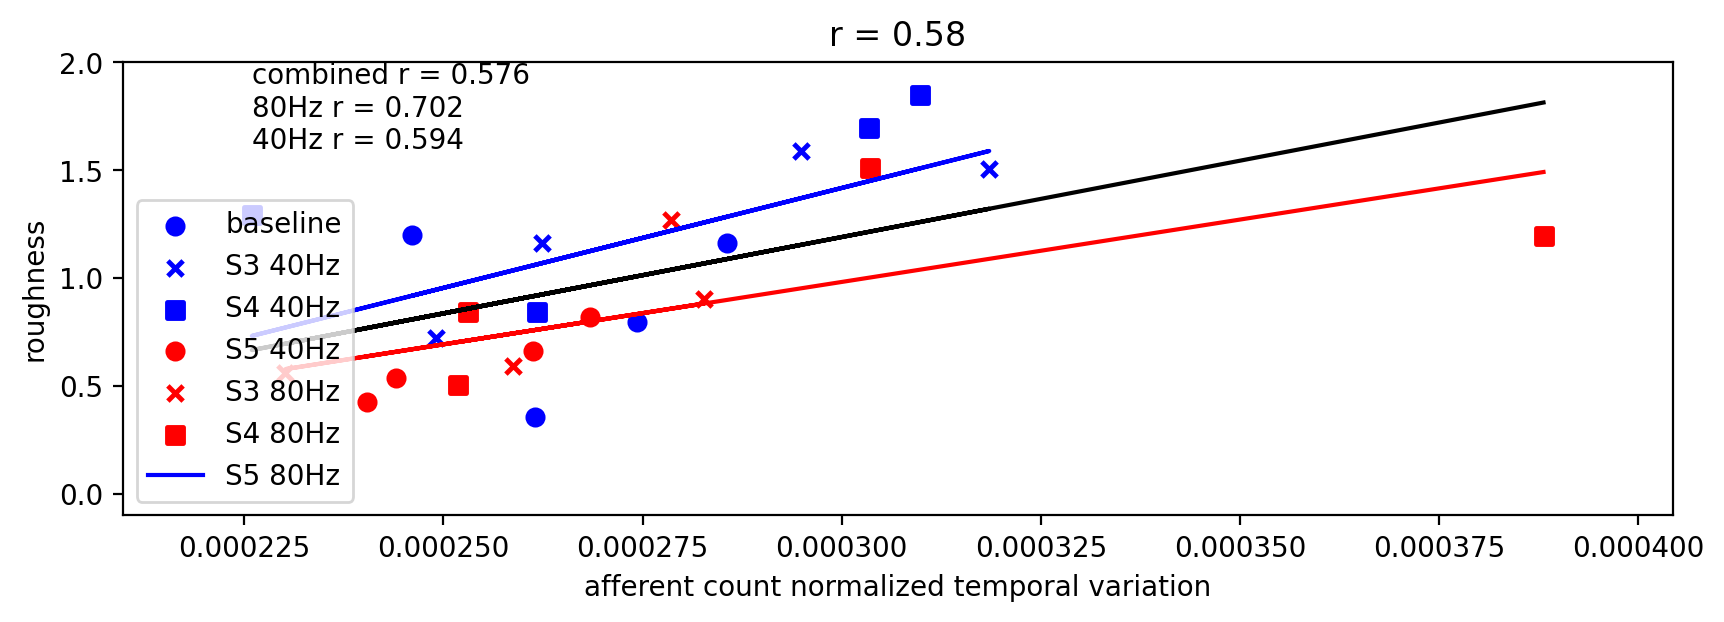 r = 0.58
combined r = 0.576
80Hz r = 0.702
40Hz r = 0.594
roughness
2.0
1.5
1.0
0.5
0.0
baseline
S3 40Hz
S4 40Hz
S5 40Hz
S3 80Hz
S4 80Hz
S5 80Hz
0.000225 0.000250 0.000275 0.000300 0.000325 0.000350 0.000375 0.000400
afferent count normalized temporal variation